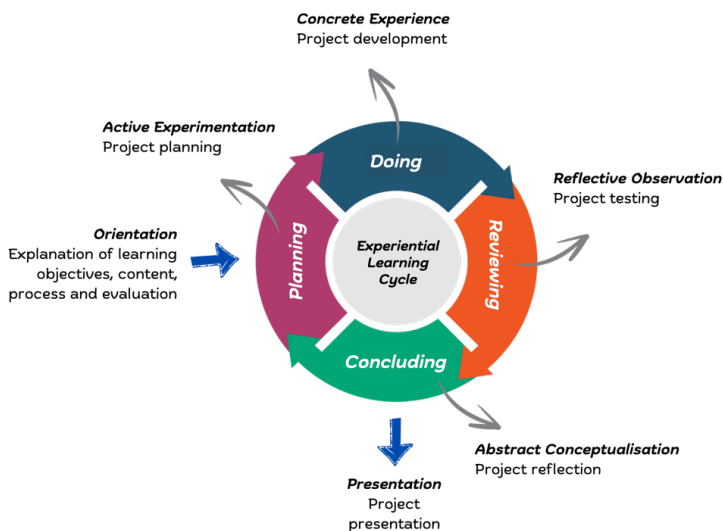 Concrete Experience
Project development
Active Experimentation
Project planning
Doing
Reflective Observation
Project testing
Orientation
Explanation of learning
objectives, content,
process and evaluation
Planning
Experiential
Learning
Cycle
Reviewing
Concluding
Abstract Conceptualisation
Project reflection
Presentation
Project
presentation